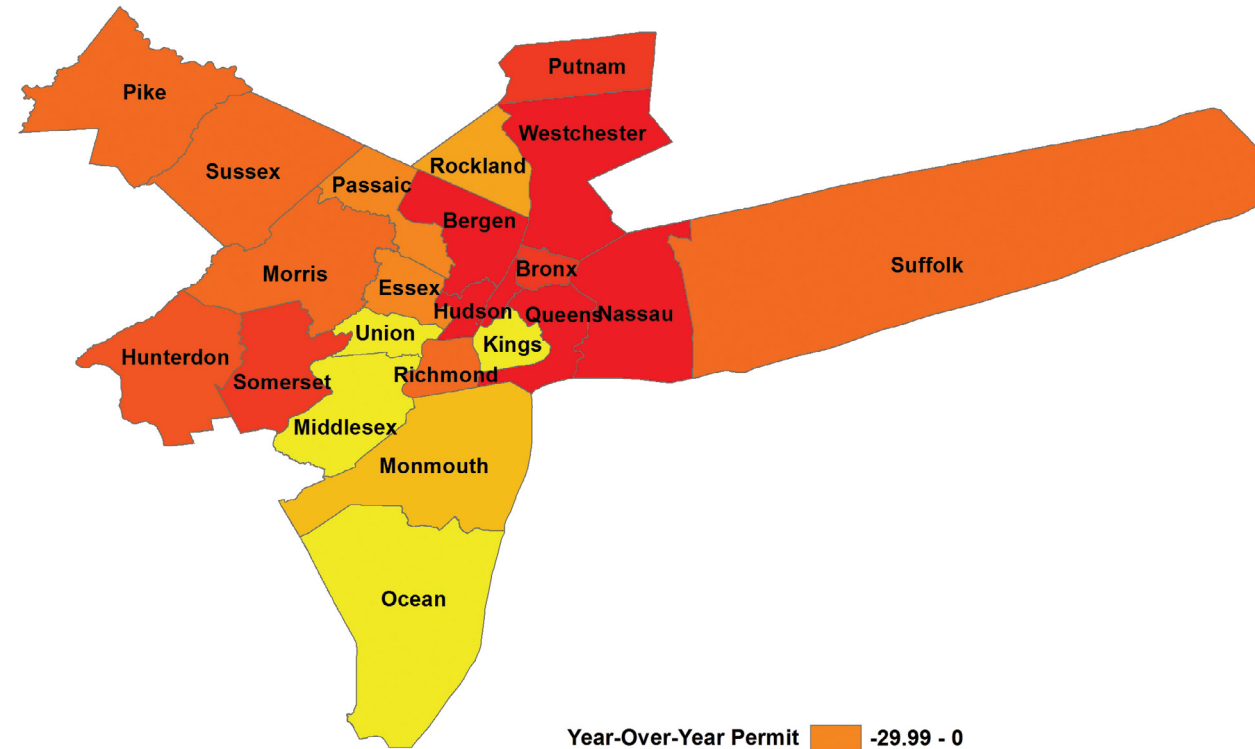 Putnam
Pike
Westchester
Rockland
Sussex
Passaic
Bergen
Suffolk
Bronx
Morris
Essex
Hudson
Queens
Nassau
Union
Kings
Hunterdon
Richmond
Somerset
Middlesex
Monmouth
Ocean
Year-Over-Year Permit
-29.99 - 0